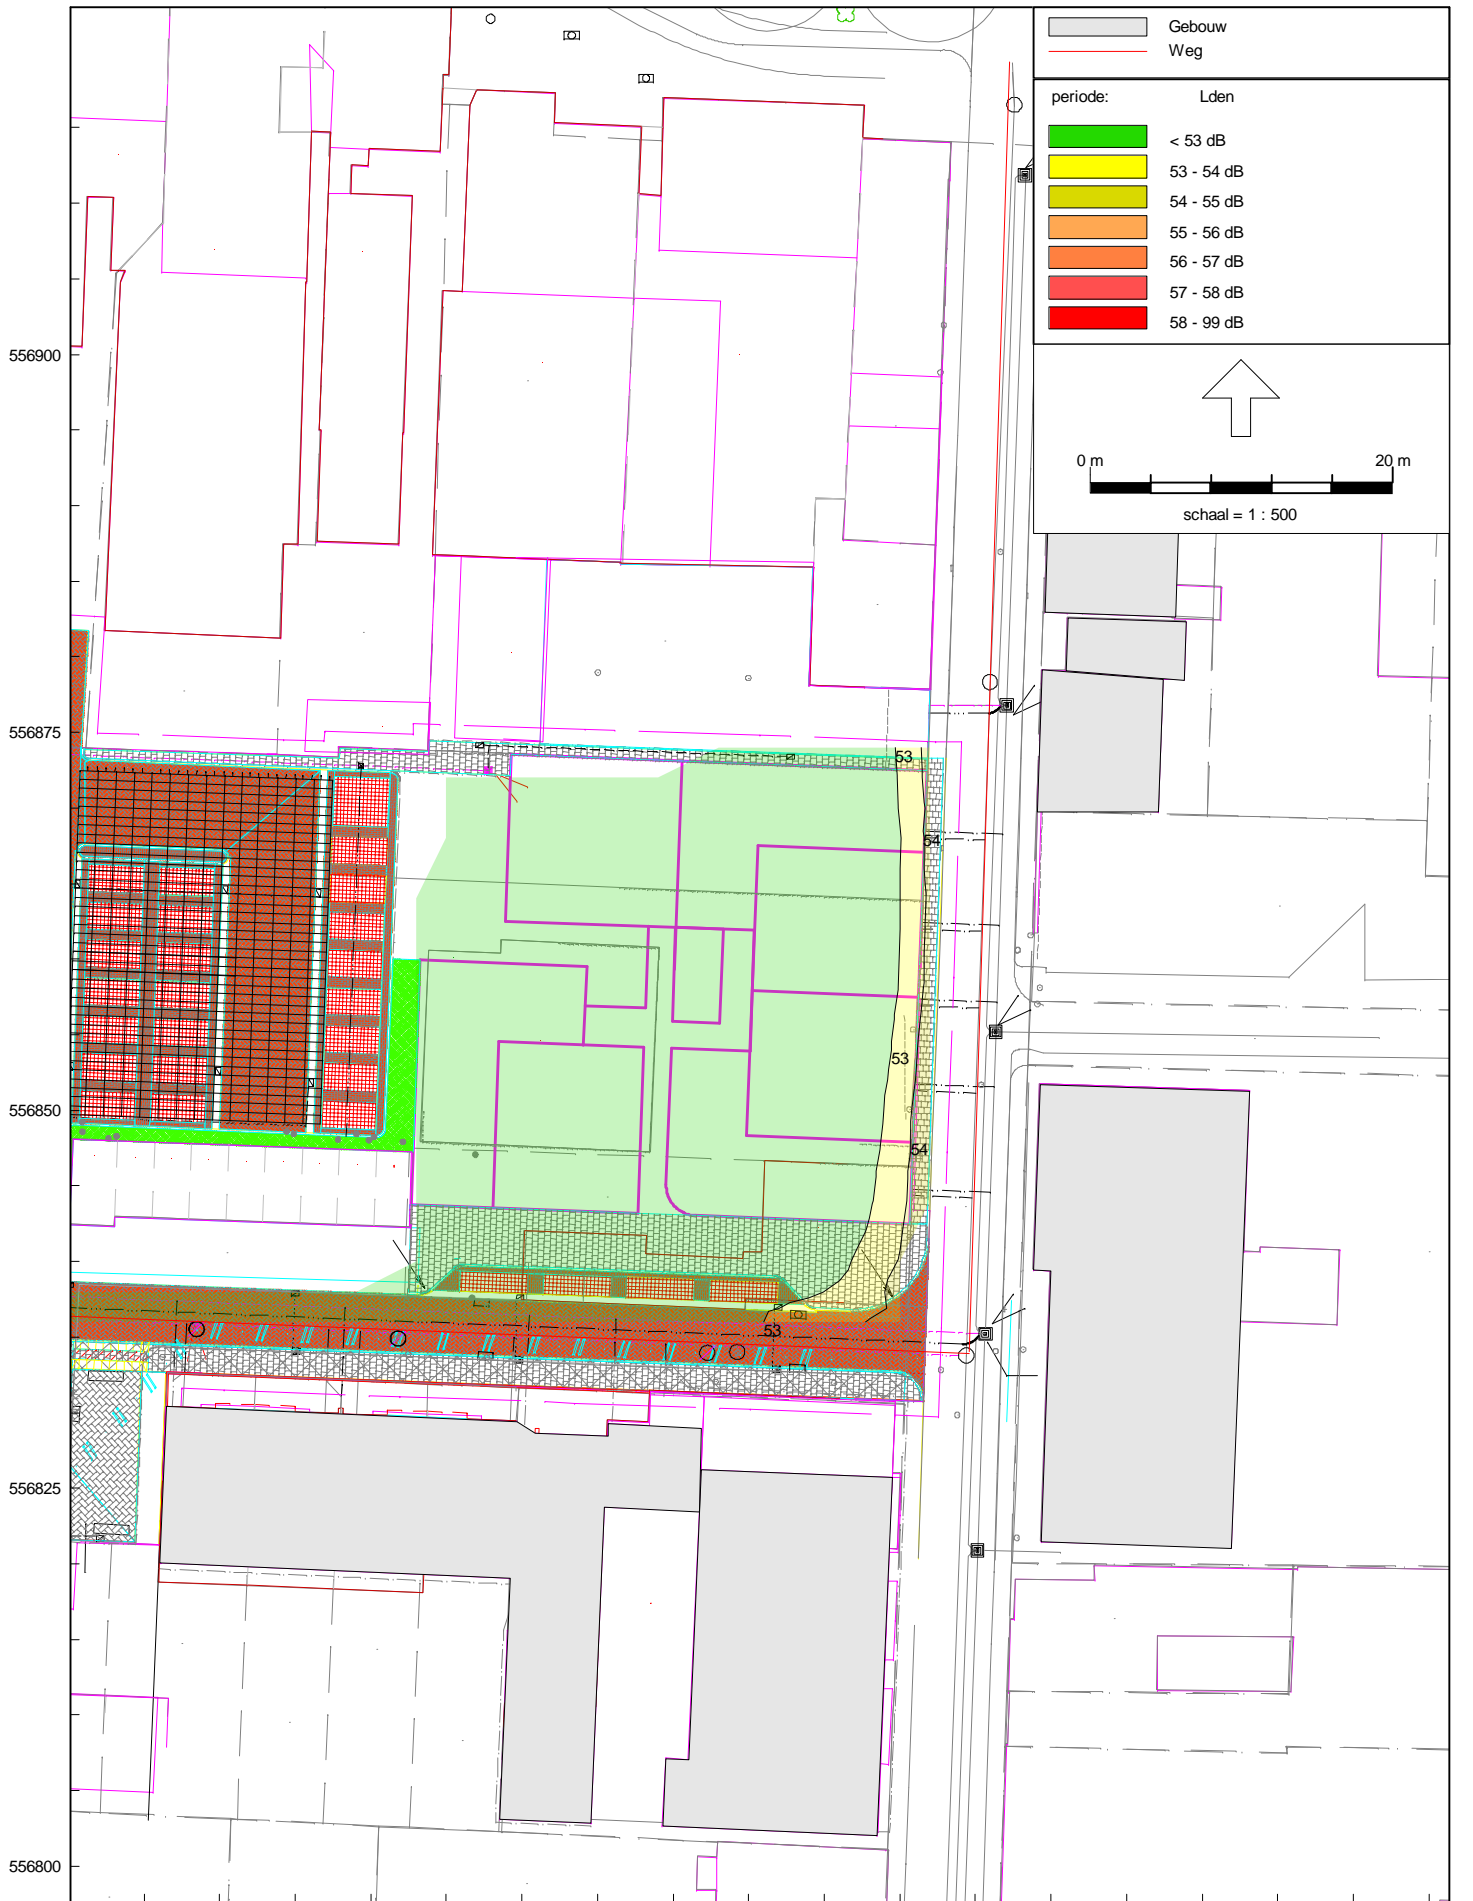 Gebouw
Weg
periode: Lden
< 53 dB
53 - 54 dB
54 - 55 dB
55 - 56 dB
56 - 57 dB
57 - 58 dB
58 - 99 dB
0 m 20 m
schaal = 1 : 500
556900
556875
53
54
53
556850
54
53
556825
556800